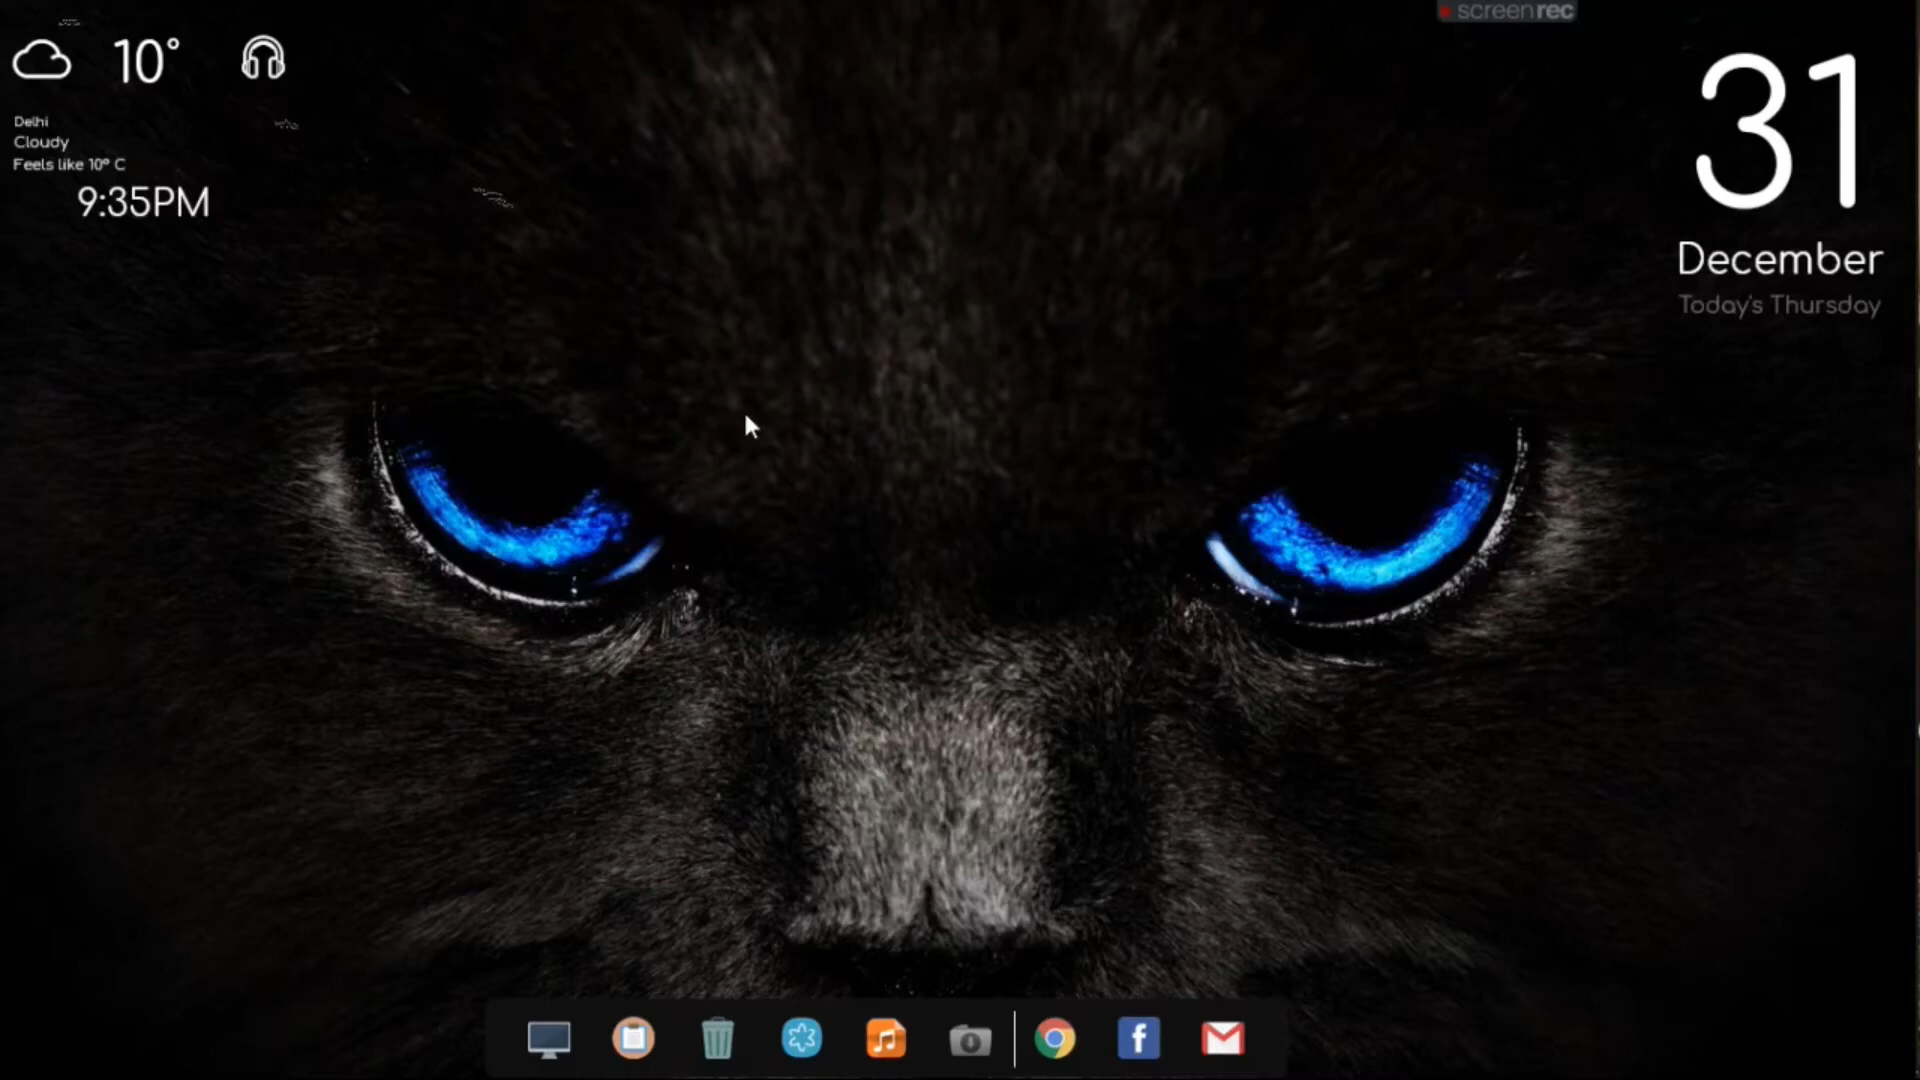 screenrec
10°
Delhi
Cloudy
Feels like 10° C
9:35PM
31
December
Today's Thursday